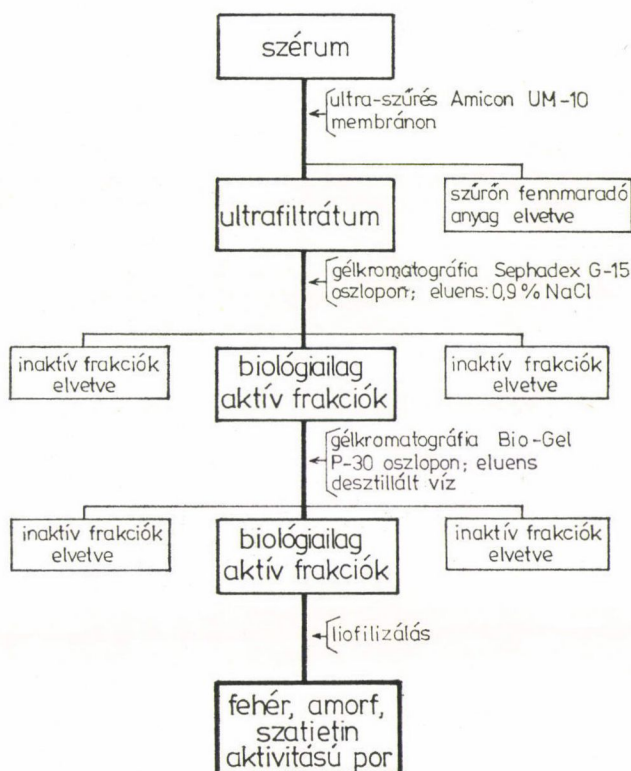 szérum
ultra-szűrés Amicon UM-10
membránon
ultrafiltrátum
szűrőn fennmaradó
anyag elvetve
gélkromatográfia Sephadex G-15
oszlopon; eluens: 0,9 % NaCl
inaktív frakciók
elvetve
biológiailag
aktív frakciók
inaktív frakciók
elvetve
gélkromatográfia Bio-Gel
P-30 oszlopon; eluens
desztillált víz
inaktív frakciók
elvetve
biológiailag
aktív frakciók
inaktív frakciók
elvetve
liofilizálás
fehér, amorf,
szatietin
aktivitású por